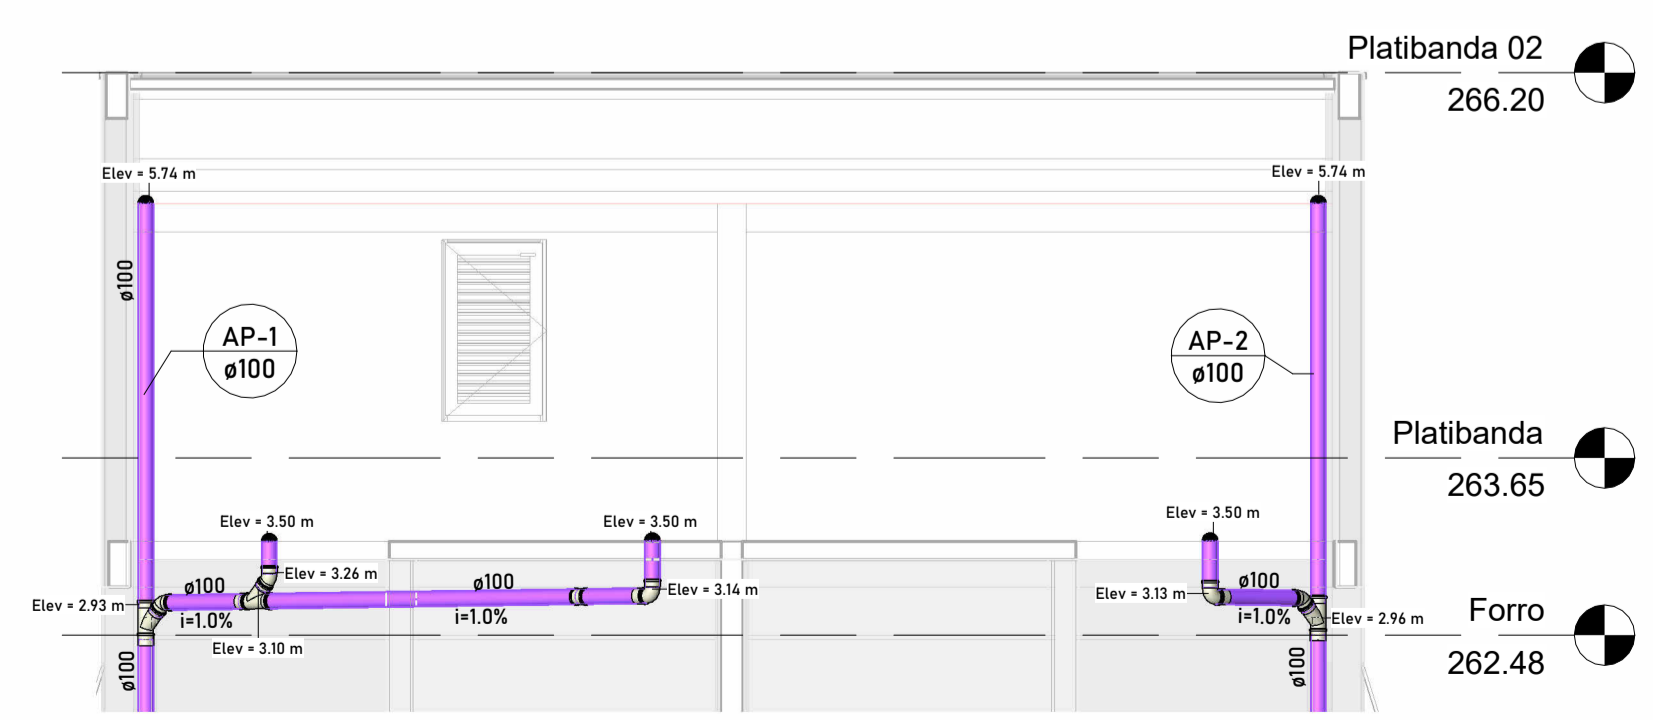 Platibanda 02
266.20
Elev = 5.74 m
Elev = 5.74 m
ø100
AP-1
ø100
AP-2
ø100
Platibanda
263.65
Elev = 3.50 m
Elev = 3.50 m
Elev = 3.50 m
Elev = 3.26 m
ø100
ø100
ø100
Elev = 3.14 m
Elev = 3.13 m
Elev = 2.93 m
i=1.0%
i=1.0%
i=1.0%
Elev = 2.96 m
Forro
262.48
Elev = 3.10 m
ø100
ø100